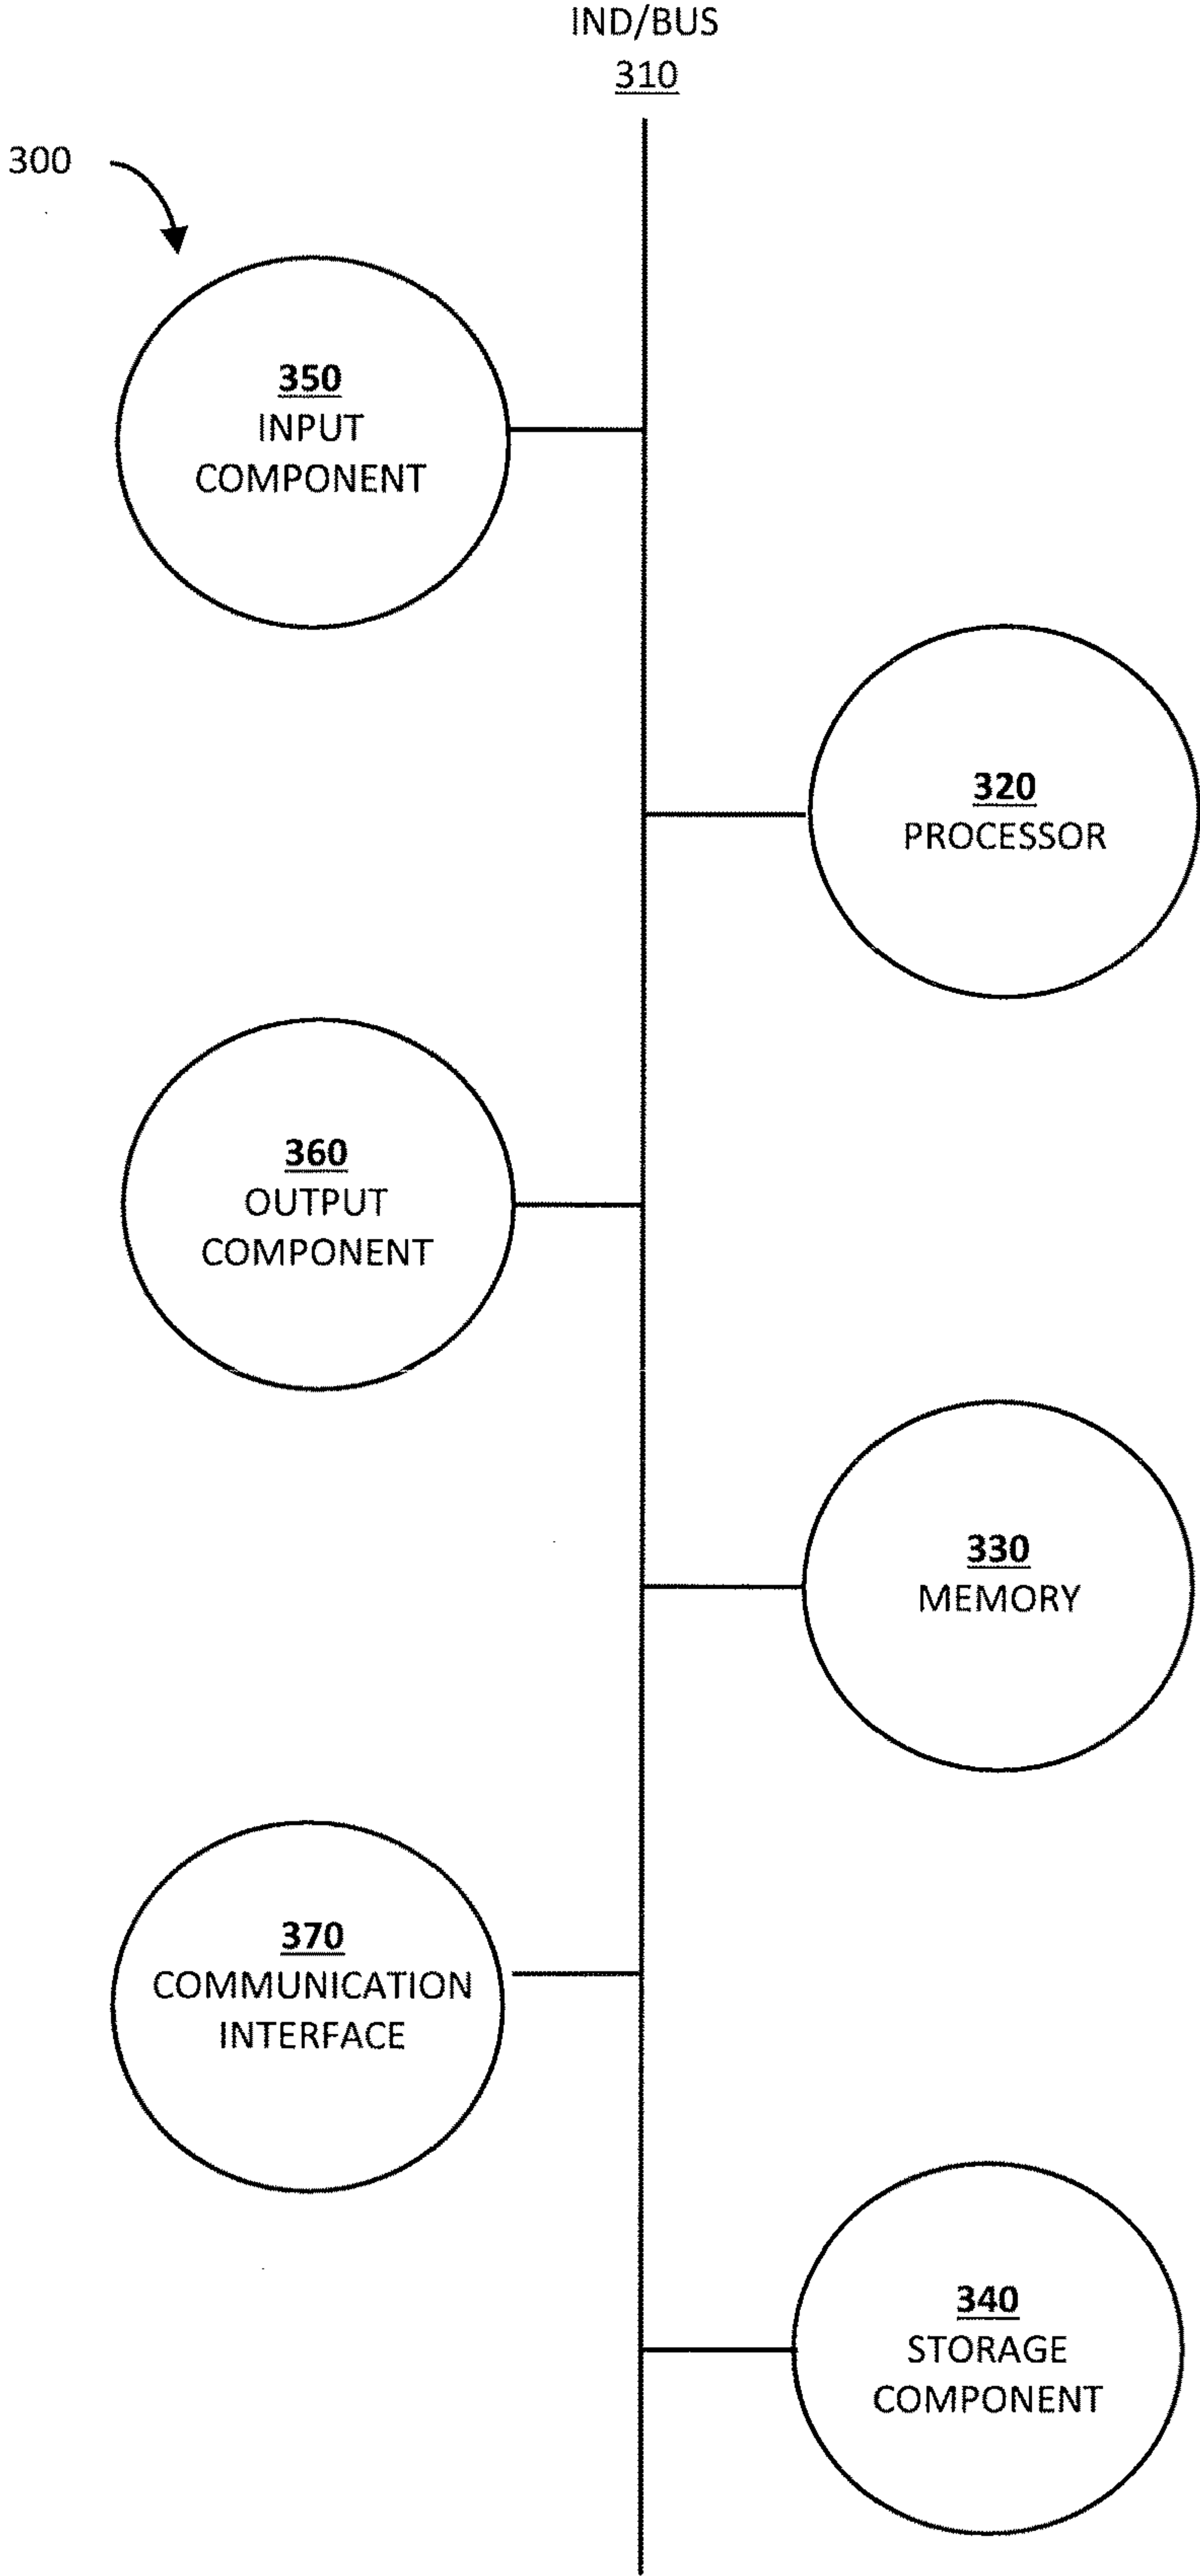 IND/BUS
310
300
350
INPUT
COMPONENT
320
PROCESSOR
360
OUTPUT
COMPONENT
330
MEMORY
370
COMMUNICATION
INTERFACE
340
STORAGE
COMPONENT